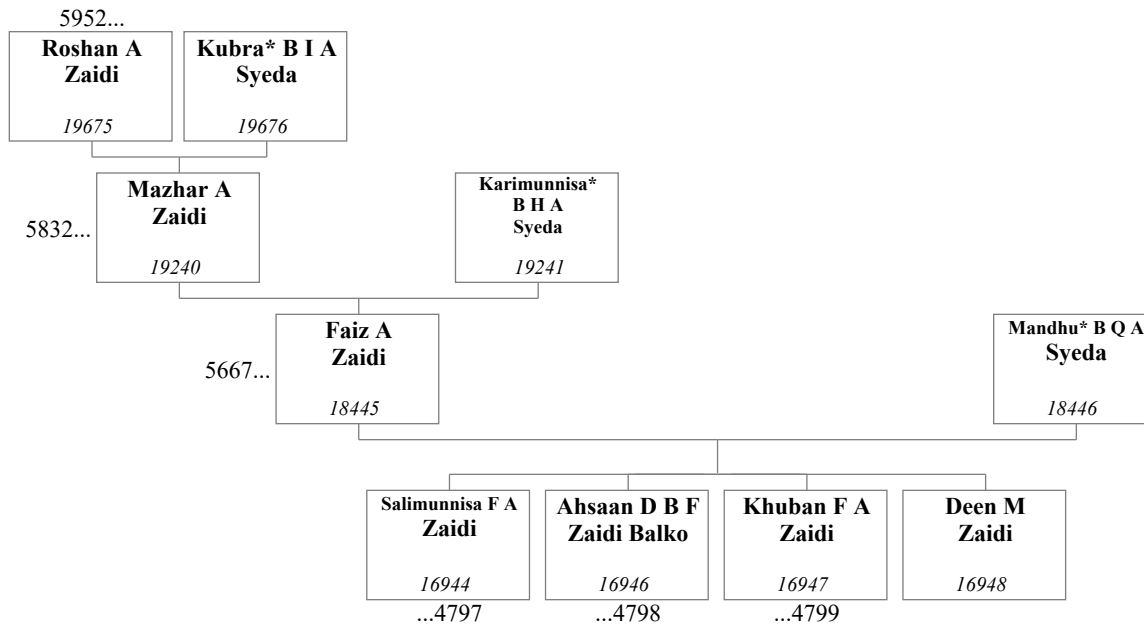 5952...
Roshan A
Zaidi
19675
Kubra* B I A
Syeda
19676
5832...
Mazhar A
Zaidi
19240
Karimunnisa*
B H A
Syeda
19241
5667...
Faiz A
Zaidi
18445
Mandhu* B Q A
Syeda
18446
Salimunnisa F A
Zaidi
16944
...4797
Ahsaan D B F
Zaidi Balko
16946
...4798
Khuban F A
Zaidi
16947
...4799
Deen M
Zaidi
16948